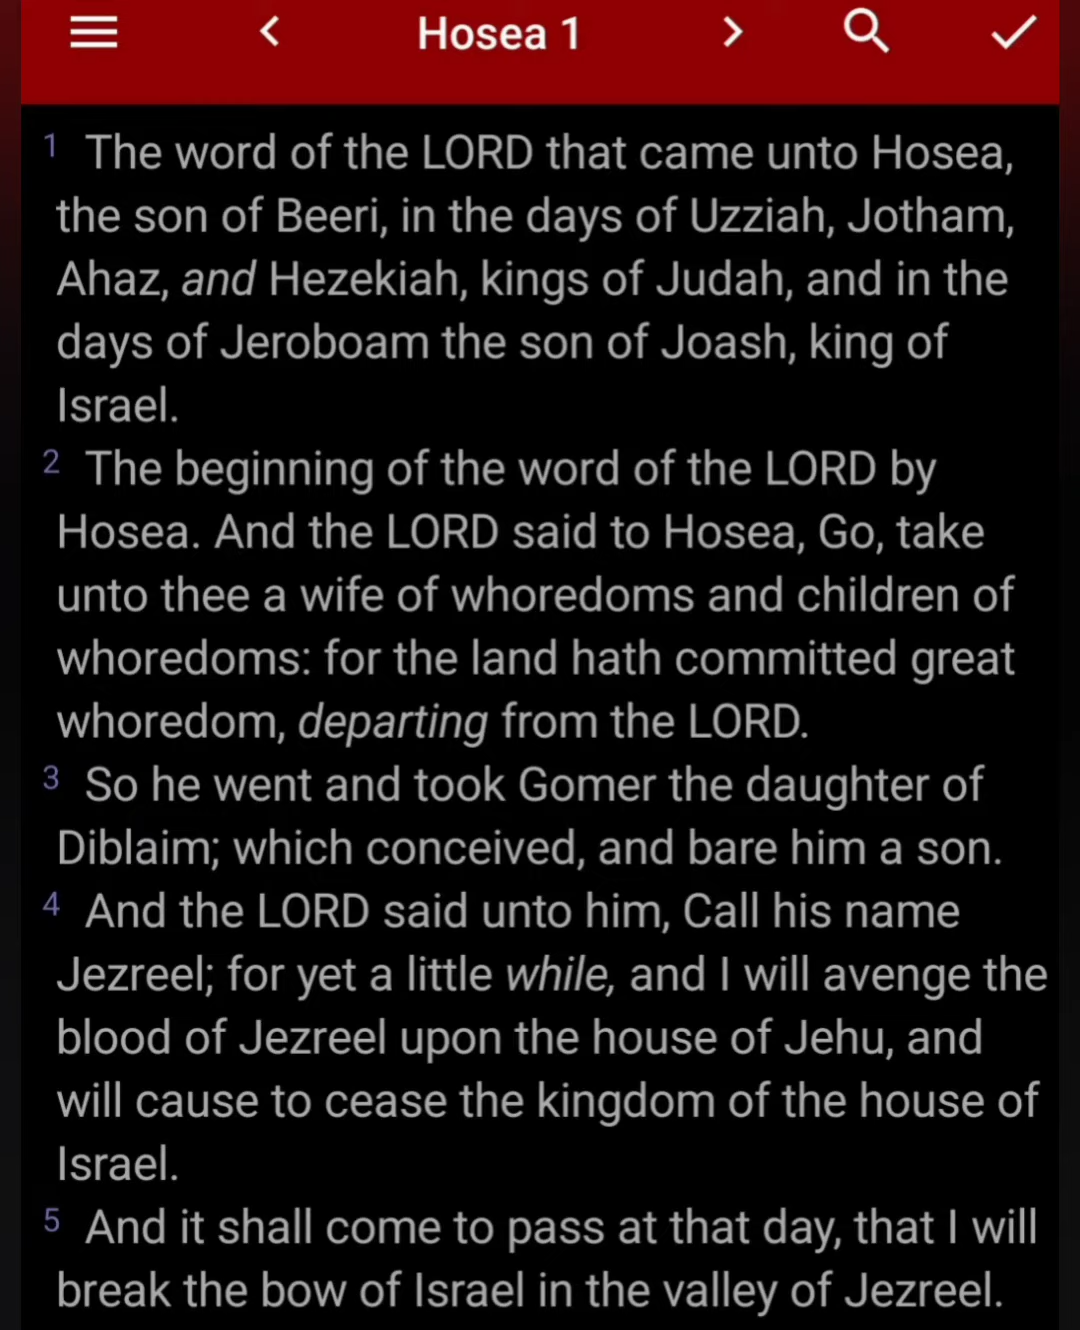 Hosea 1
1 The word of the LORD that came unto Hosea,
the son of Beeri, in the days of Uzziah, Jotham,
Ahaz, and Hezekiah, kings of Judah, and in the
days of Jeroboam the son of Joash, king of
Israel.
2 The beginning of the word of the LORD by
Hosea. And the LORD said to Hosea, Go, take
unto thee a wife of whoredoms and children of
whoredoms: for the land hath committed great
whoredom, departing from the LORD.
3 So he went and took Gomer the daughter of
Diblaim; which conceived, and bare him a son.
4 And the LORD said unto him, Call his name
Jezreel; for yet a little while, and I will avenge the
blood of Jezreel upon the house of Jehu, and
will cause to cease the kingdom of the house of
Israel.
5 And it shall come to pass at that day, that I will
break the bow of Israel in the valley of Jezreel.